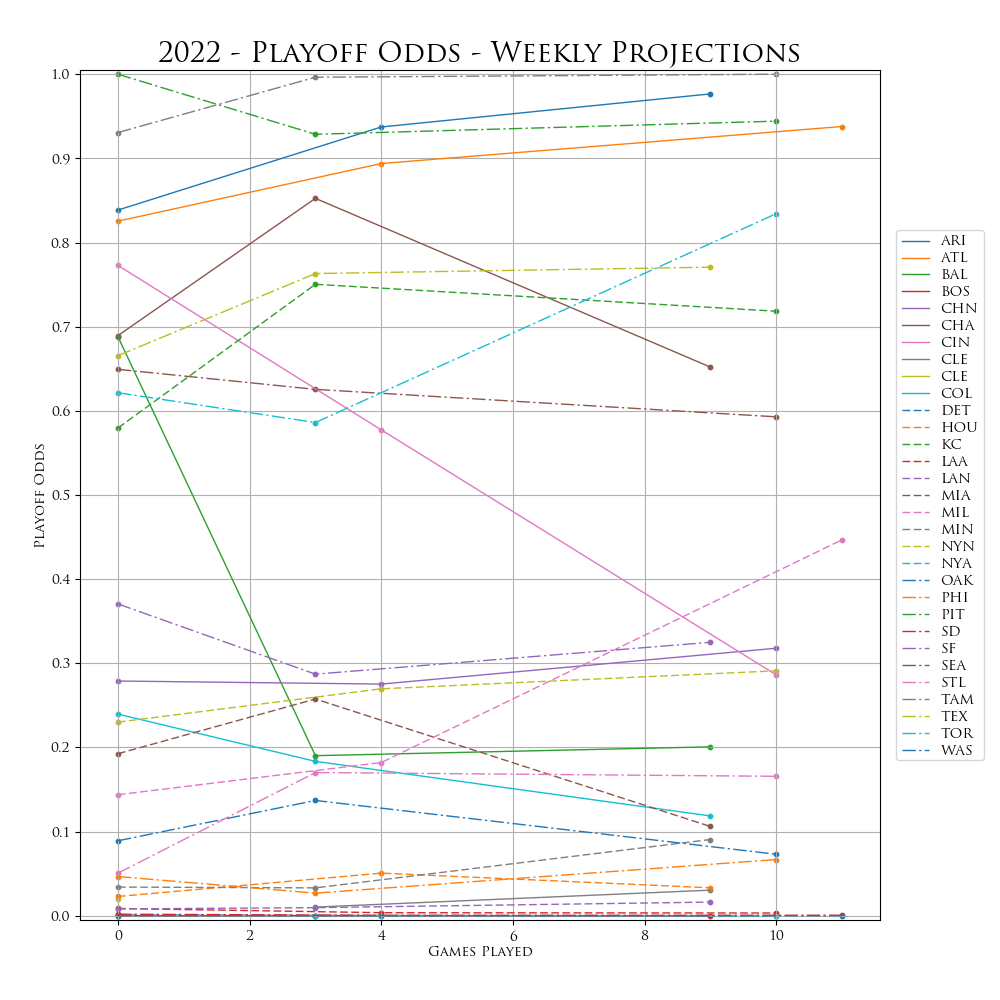 2022 - Playoff Odds - Weekly Projections
1.0
0.9
0.8
0.7
0.6
0.5
0.4
0.3
0.2
0.1
0.0
Playoff Odds
0 2 4 6 8 10
Games Played
ARI
ATL
BAL
BOS
CHN
CHA
CIN
CLE
CLE
COL
DET
HOU
KC
LAA
LAN
MIA
MIL
MIN
NYN
NYA
OAK
PHI
PIT
SD
SF
SEA
STL
TAM
TEX
TOR
WAS